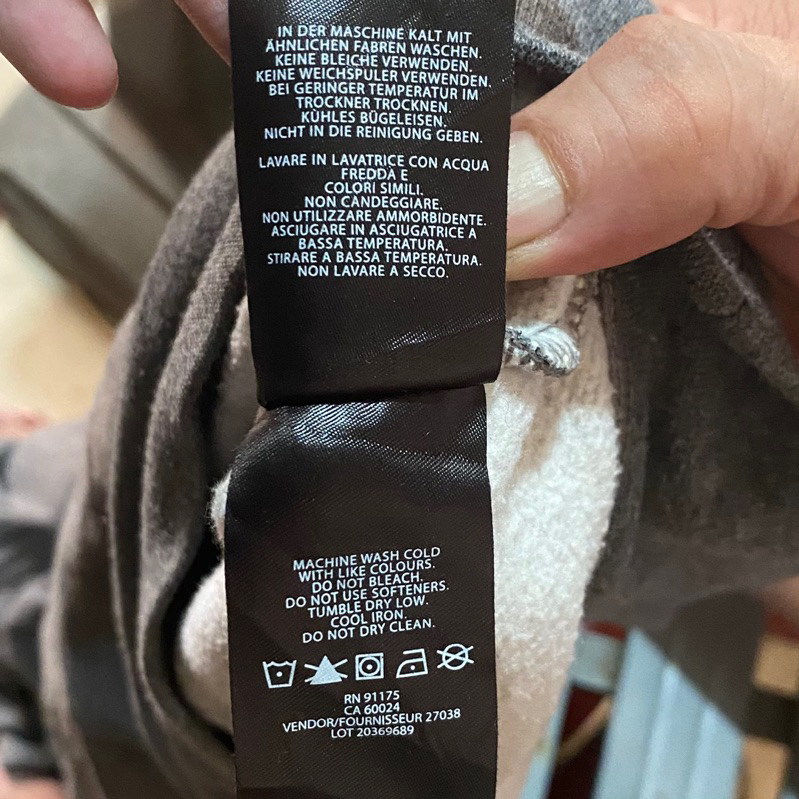 IN DER MASCHINE KALT MIT
ÄHNLICHEN FABREN WASCHEN.
KEINE BLEICHE VERWENDEN.
KEINE WEICHSPÜLER VERWENDEN.
BEI GERINGER TEMPERATUR IM
TROCKNER TROCKNEN.
KÜHLES BÜGELEISEN.
NICHT IN DIE REINIGUNG GEBEN.
LAVARE IN LAVATRICE CON ACQUA
FREDDA E
COLORI SIMILI.
NON CANDEGGIARE.
NON UTILIZZARE AMMORBIDENTE.
ASCIUGARE IN ASCIUGATRICE A
BASSA TEMPERATURA.
STIRARE A BASSA TEMPERATURA.
NON LAVARE A SECCO.
MACHINE WASH COLD
WITH LIKE COLOURS.
DO NOT BLEACH.
DO NOT USE SOFTENERS.
TUMBLE DRY LOW.
COOL IRON.
DO NOT DRY CLEAN.
RN 91175
CA 60024
VENDOR/FOURNISSEUR 27038
LOT 20369689